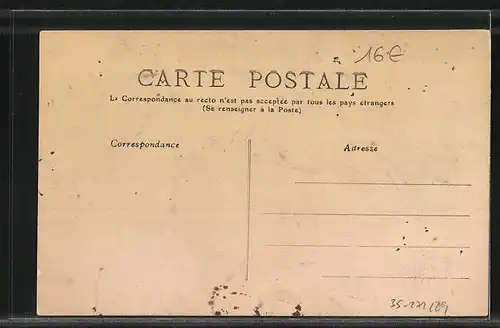 16€
CARTE POSTALE
La Correspondance au recto n'est pas acceptée par tous les pays étrangers
(Se renseigner à la Poste)
Correspondance
Adresse